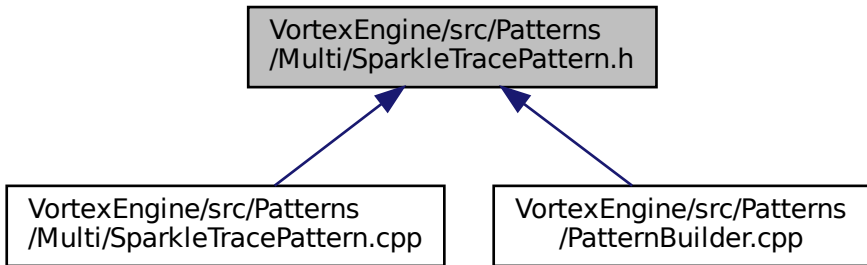 VortexEngine/src/Patterns
/Multi/SparkleTracePattern.h
VortexEngine/src/Patterns
/Multi/SparkleTracePattern.cpp
VortexEngine/src/Patterns
/PatternBuilder.cpp